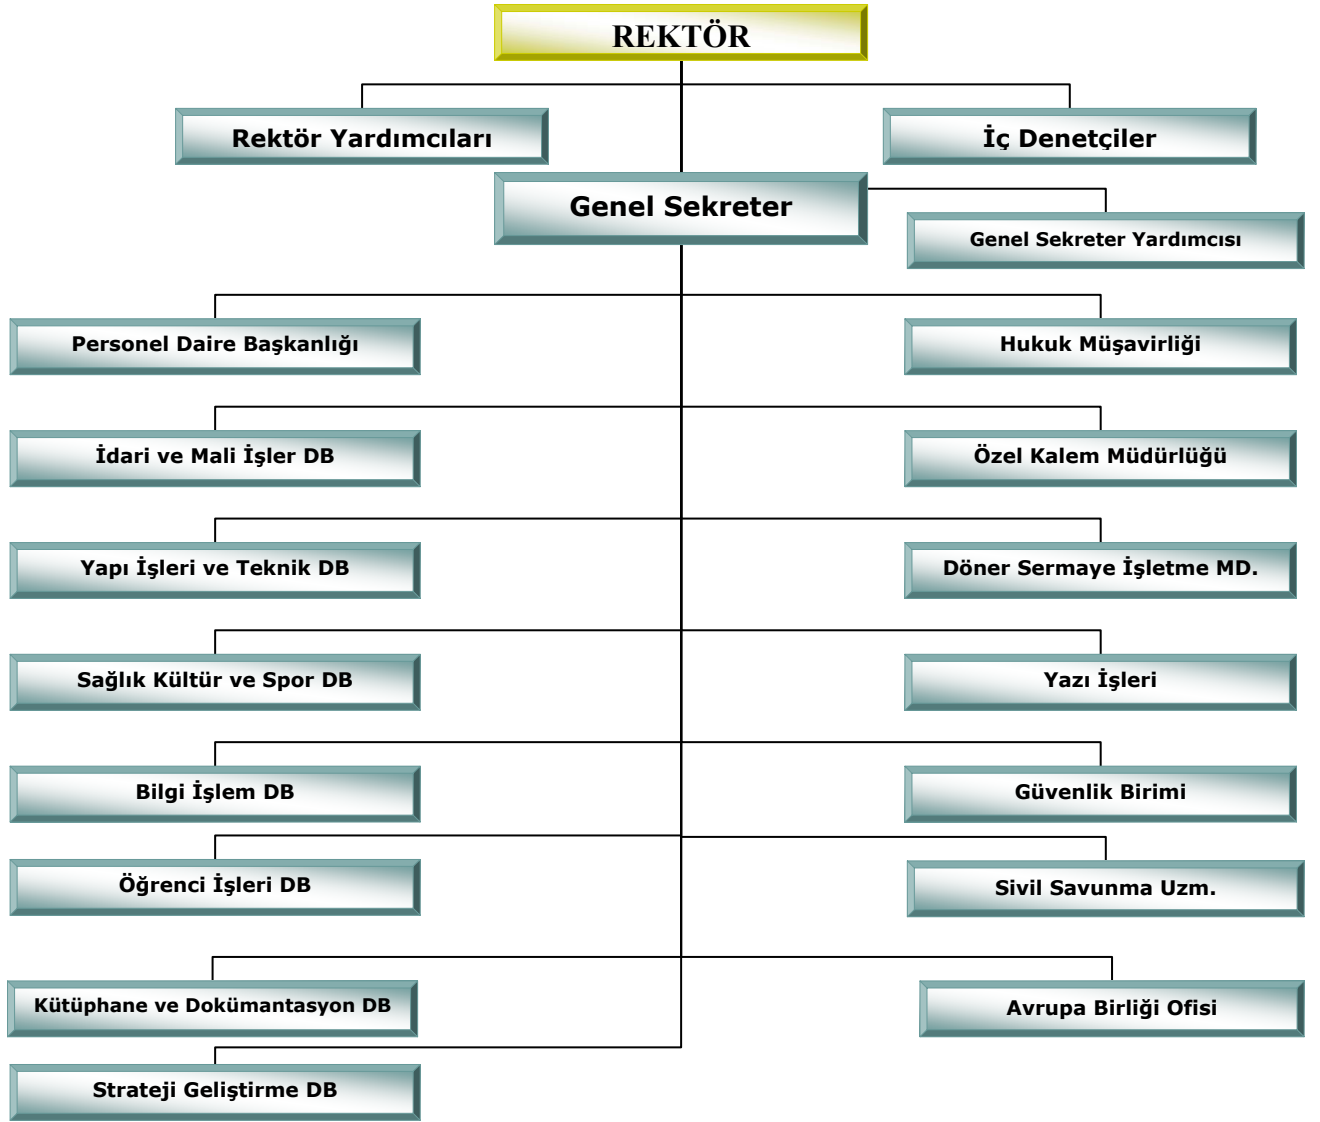 REKTÖR
Rektör Yardımcıları
İç Denetçiler
Genel Sekreter
Genel Sekreter Yardımcısı
Personel Daire Başkanlığı
Hukuk Müşavirliği
İdari ve Mali İşler DB
Özel Kalem Müdürlüğü
Yapı İşleri ve Teknik DB
Döner Sermaye İşletme MD.
Sağlık Kültür ve Spor DB
Yazı İşleri
Bilgi İşlem DB
Güvenlik Birimi
Öğrenci İşleri DB
Sivil Savunma Uzm.
Kütüphane ve Dokümantasyon DB
Avrupa Birliği Ofisi
Strateji Geliştirme DB